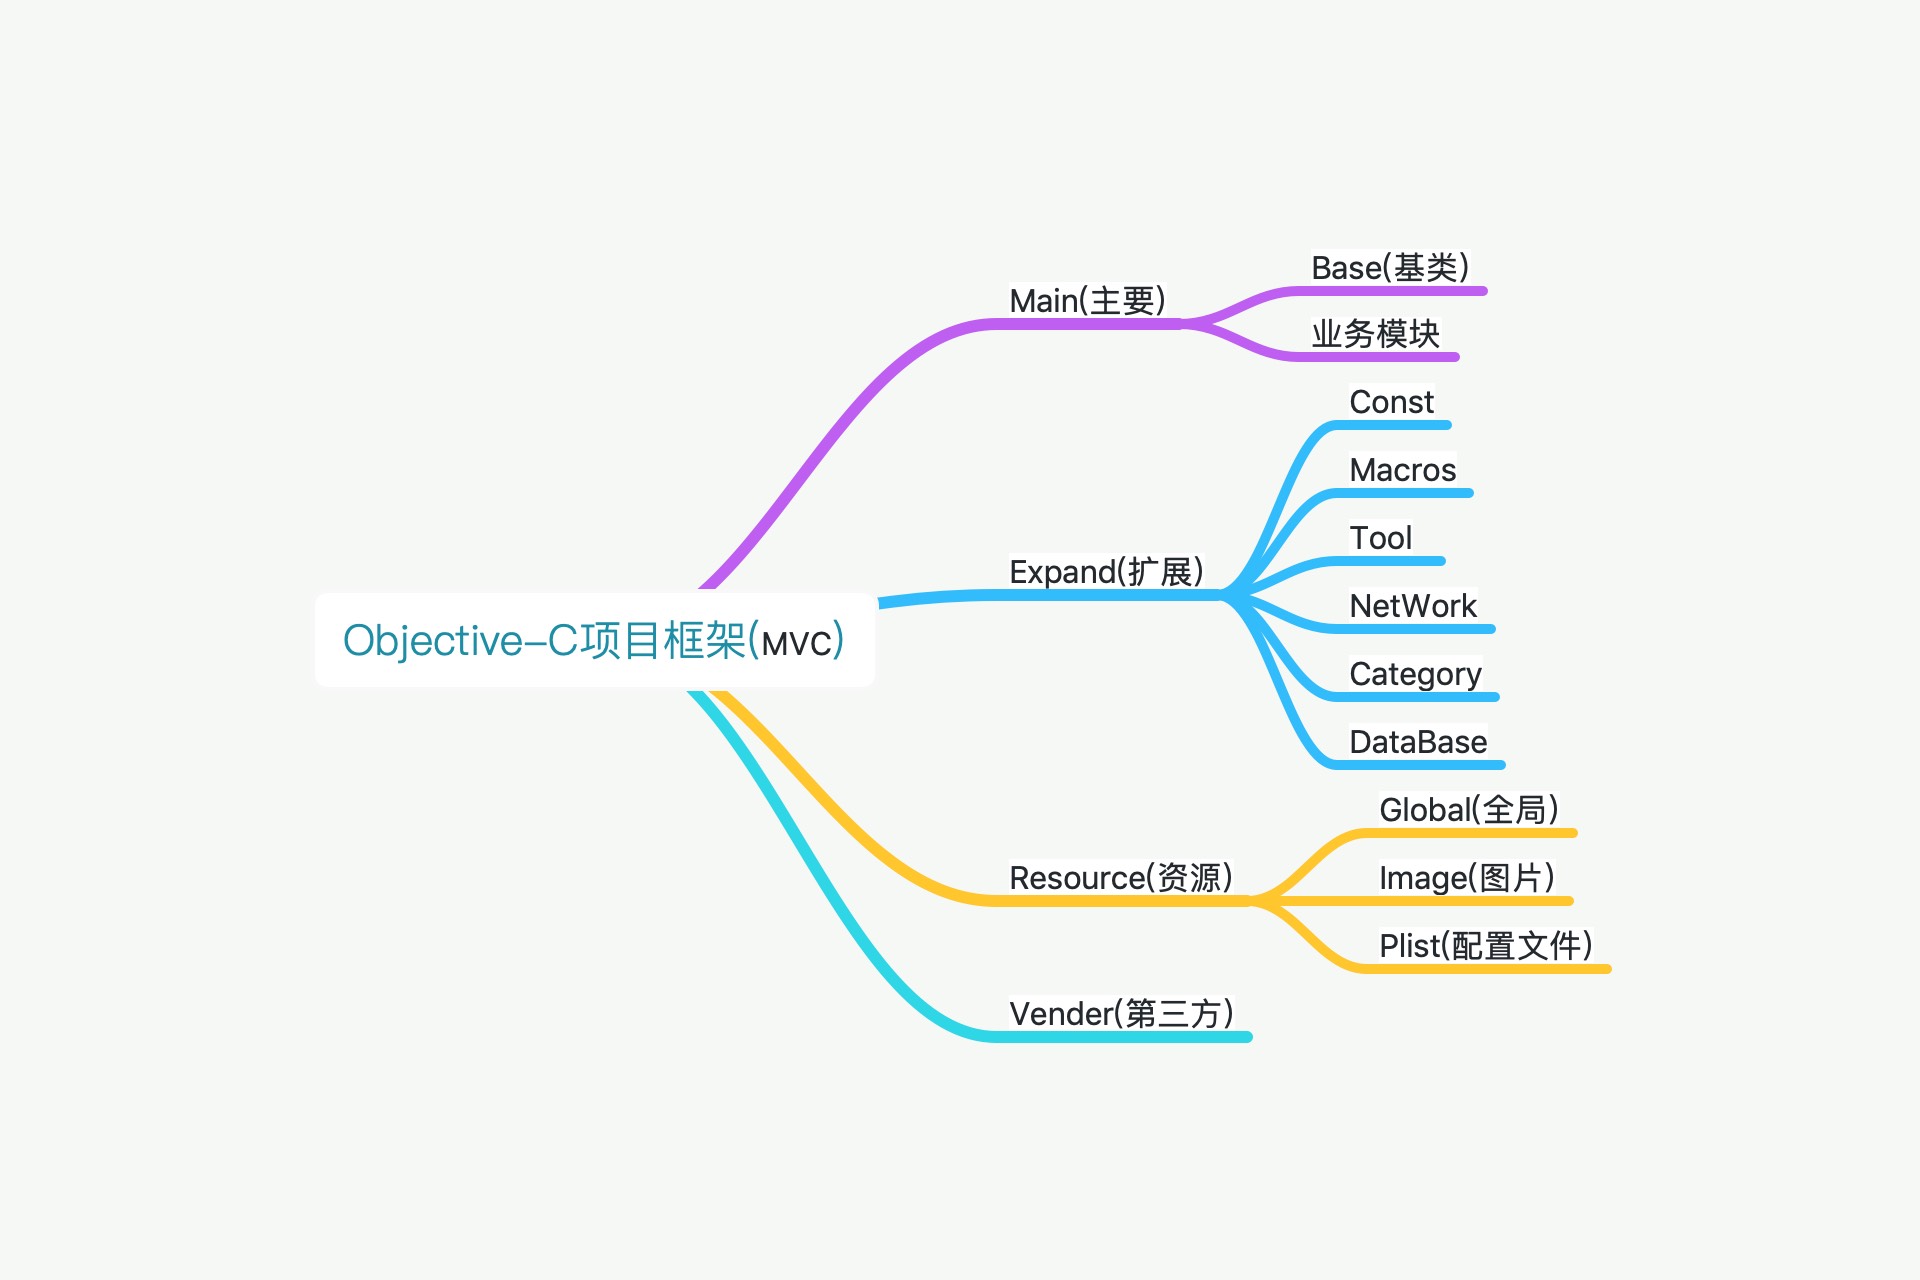 Objective-C项目框架(MVC)
Main(主要)
Base(基类)
业务模块
Expand(扩展)
Const
Macros
Tool
NetWork
Category
DataBase
Resource(资源)
Global(全局)
Image(图片)
Plist(配置文件)
Vender(第三方)